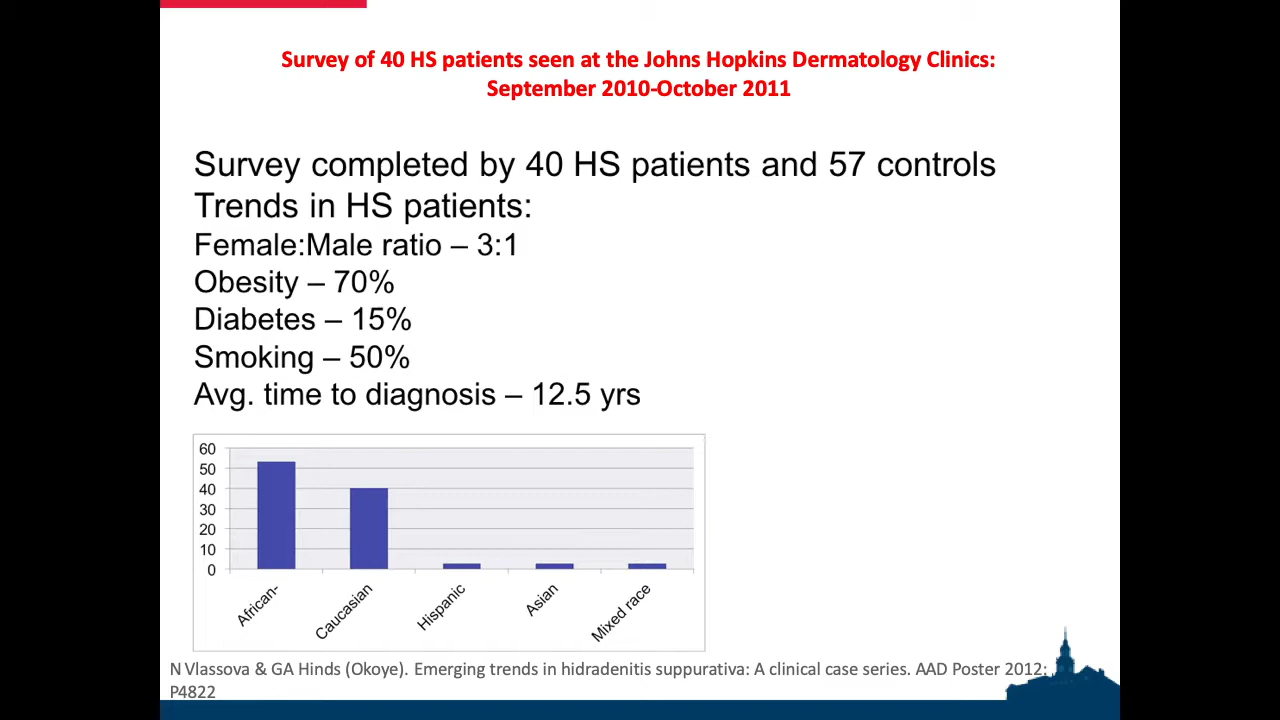 Survey of 40 HS patients seen at the Johns Hopkins Dermatology Clinics:
September 2010-October 2011
Survey completed by 40 HS patients and 57 controls
Trends in HS patients:
Female:Male ratio – 3:1
Obesity – 70%
Diabetes – 15%
Smoking – 50%
Avg. time to diagnosis – 12.5 yrs
60
50
40
30
20
10
0
African-
Caucasian
Hispanic
Asian
Mixed race
N Vlassova & GA Hinds (Okoye). Emerging trends in hidradenitis suppurativa: A clinical case series. AAD Poster 2012:
P4822